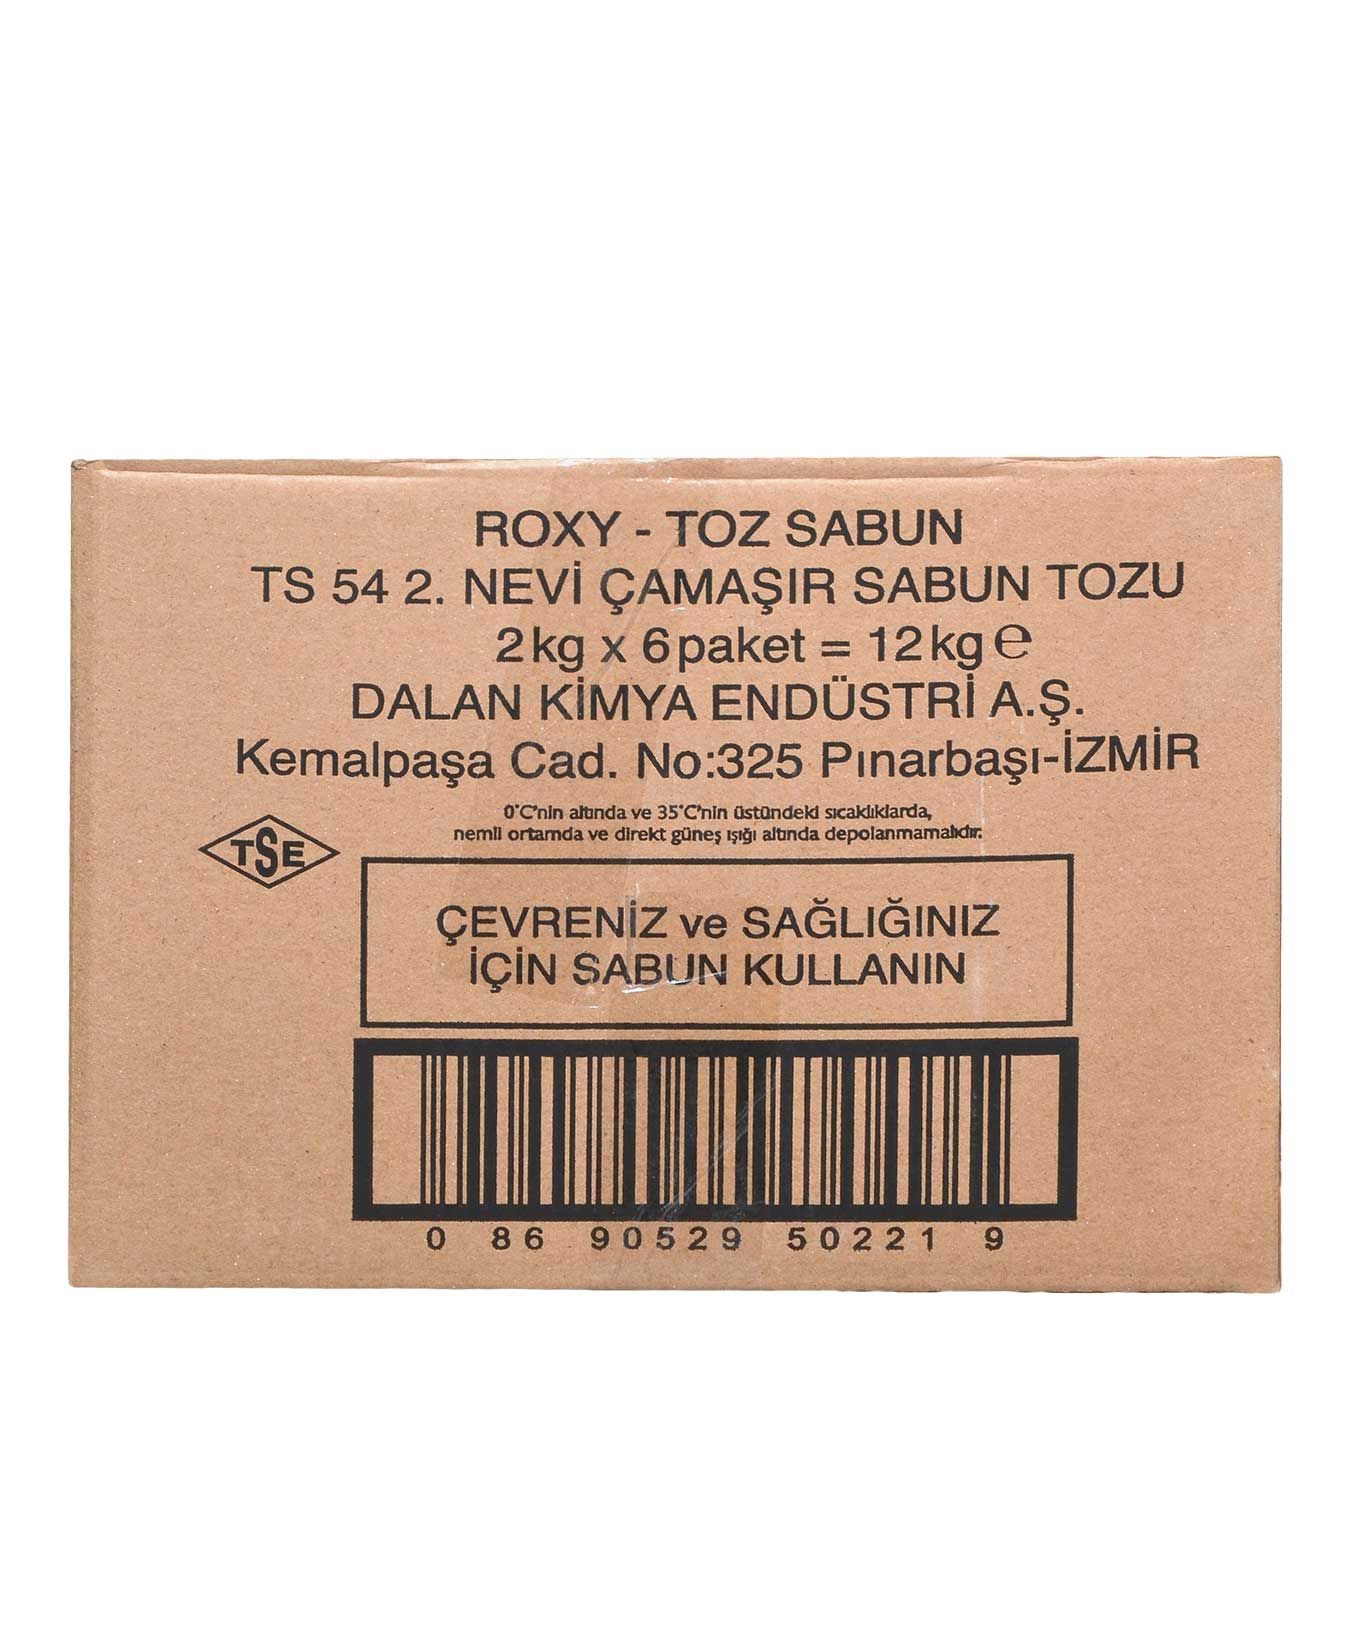 ROXY - TOZ SABUN
TS 54 2. NEVİ ÇAMAŞIR SABUN TOZU
2kg x 6paket = 12kg ℮
DALAN KİMYA ENDÜSTRİ A.Ş.
Kemalpaşa Cad. No:325 Pınarbaşı-İZMİR
0°C'nin altında ve 35°C'nin üstündeki sıcaklıklarda,
nemli ortamda ve direkt güneş ışığı altında depolanmamalıdır.
TSE
ÇEVRENİZ ve SAĞLIĞINIZ
İÇİN SABUN KULLANIN
0 86 90529 50221 9